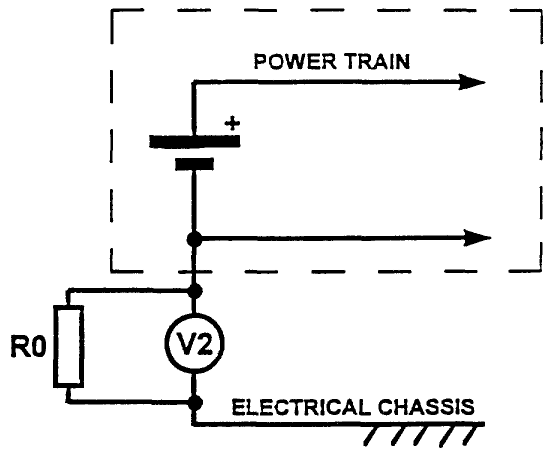 POWER TRAIN
+
V2
R0
ELECTRICAL CHASSIS